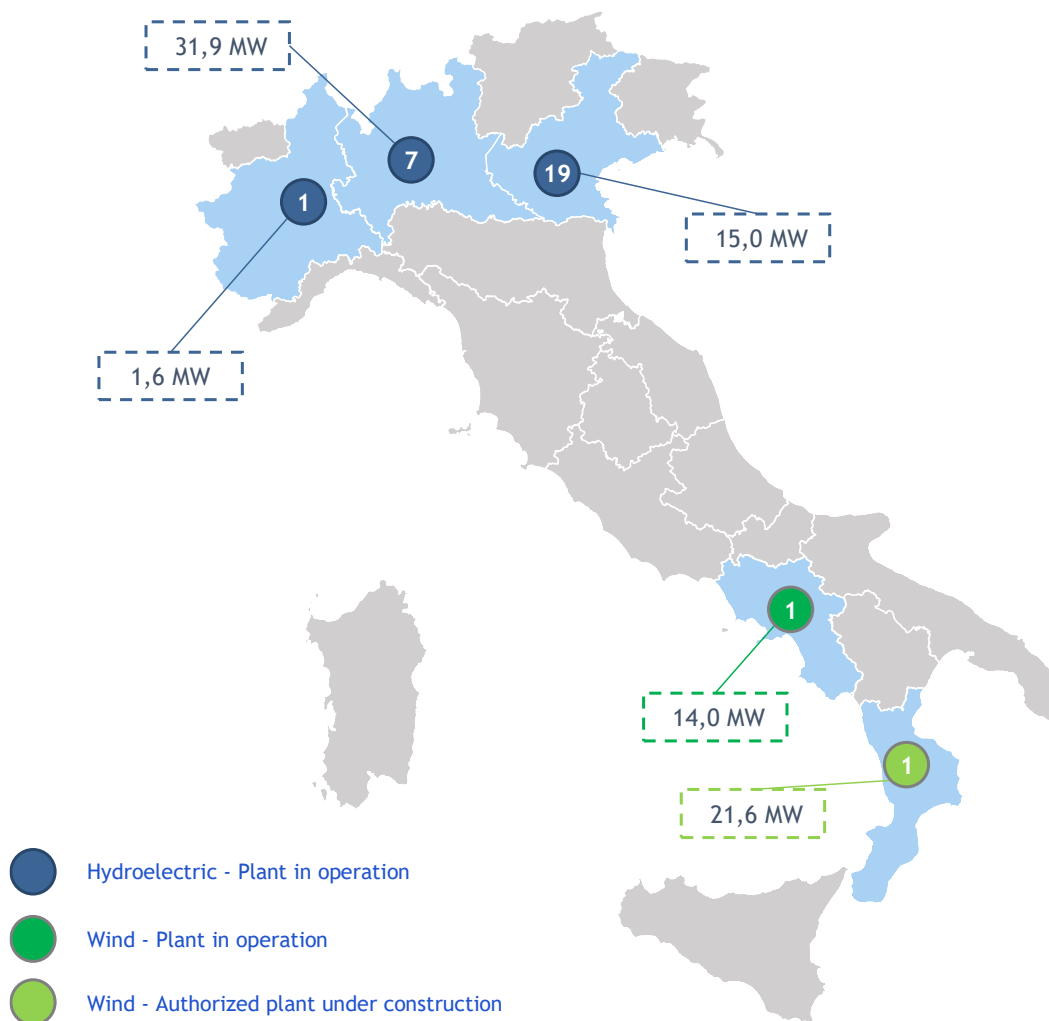 31,9 MW
7
19
1
15,0 MW
1,6 MW
1
14,0 MW
1
21,6 MW
Hydroelectric - Plant in operation
Wind - Plant in operation
Wind - Authorized plant under construction